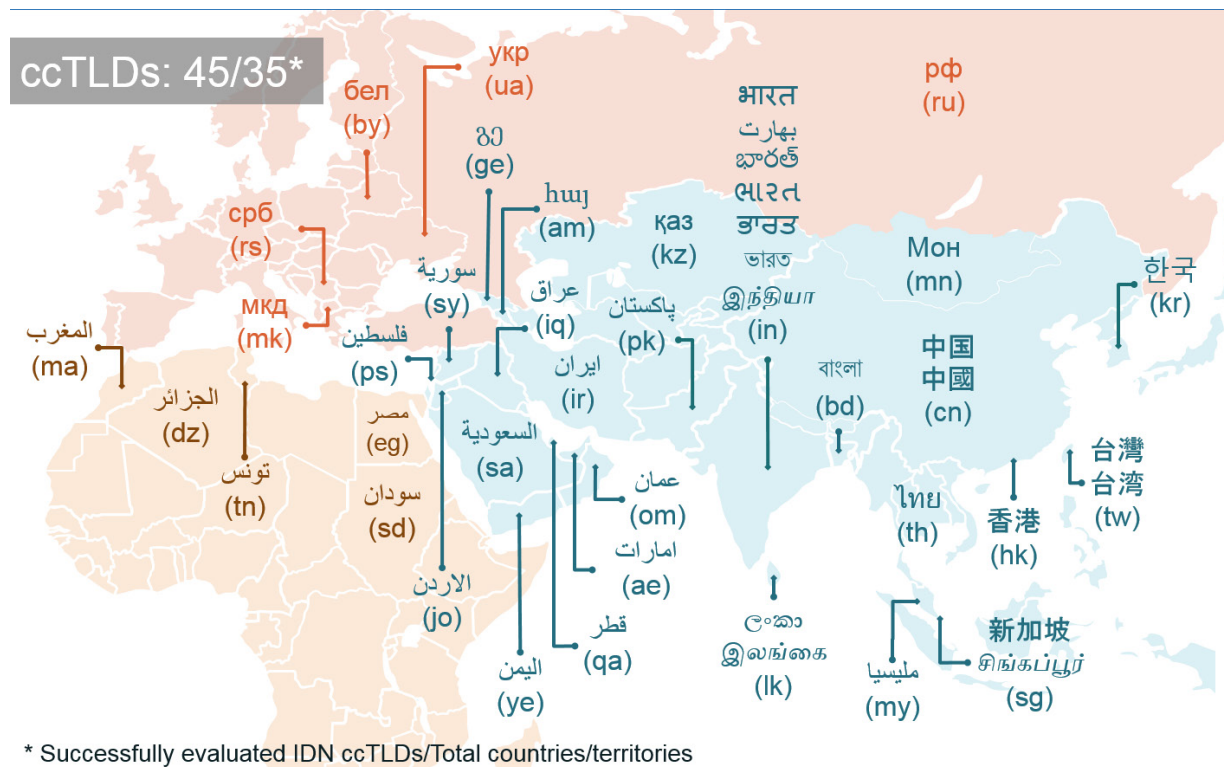 ccTLDs: 45/35*
укр
(ua)
рф
(ru)
бел
(by)
გე
(ge)
հայ
(am)
срб
(rs)
мкд
(mk)
қаз
(kz)
भारत
بھارت
భారత్
ભારત
ਭਾਰਤ
ভারত
இந்தியா
(in)
Мон
(mn)
한국
(kr)
سورية
(sy)
عراق
(iq)
پاکستان
(pk)
المغرب
(ma)
فلسطين
(ps)
ایران
(ir)
中国
中國
(cn)
বাংলা
(bd)
الجزائر
(dz)
مصر
(eg)
السعودية
(sa)
تونس
(tn)
سودان
(sd)
عمان
(om)
امارات
(ae)
ไทย
(th)
香港
(hk)
台灣
台湾
(tw)
الاردن
(jo)
قطر
(qa)
اليمن
(ye)
ලංකා
இலங்கை
(lk)
مليسيا
(my)
新加坡
சிங்கப்பூர்
(sg)
* Successfully evaluated IDN ccTLDs/Total countries/territories